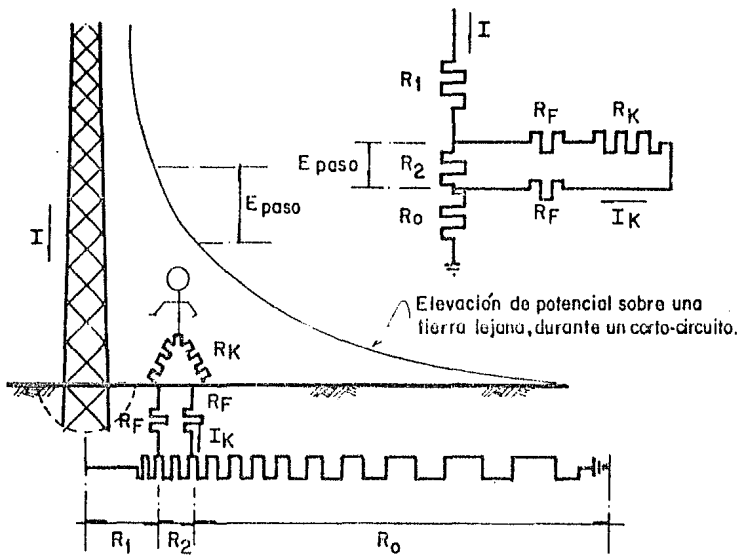 I
R1
RF
RK
E paso
R2
Ro
RF
IK
I
E paso
Elevación de potencial sobre una
tierra lejana, durante un corto-circuito.
RK
RF
RF
IK
R1
R2
Ro